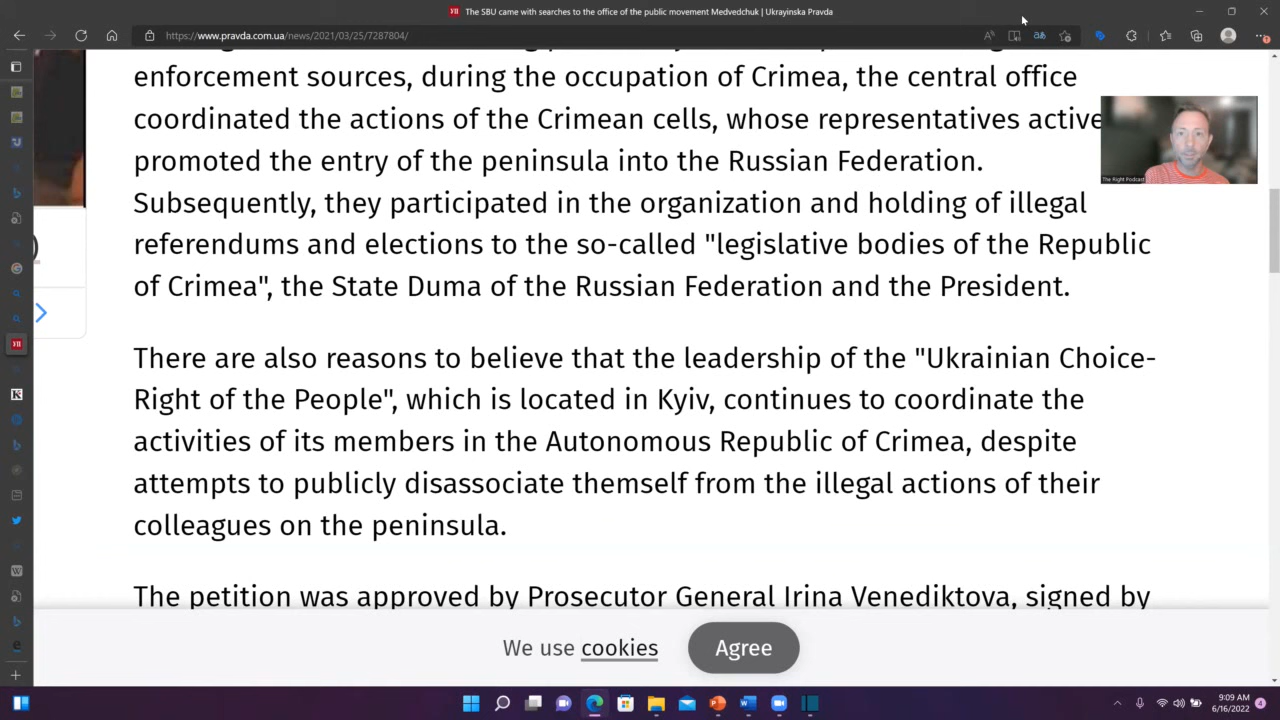 The SBU came with searches to the office of the public movement Medvedchuk | Ukrayinska Pravda
https://www.pravda.com.ua/news/2021/03/25/7287804/
enforcement sources, during the occupation of Crimea, the central office
coordinated the actions of the Crimean cells, whose representatives active
promoted the entry of the peninsula into the Russian Federation.
The Right Podcast
Subsequently, they participated in the organization and holding of illegal
referendums and elections to the so-called "legislative bodies of the Republic
of Crimea", the State Duma of the Russian Federation and the President.
There are also reasons to believe that the leadership of the "Ukrainian Choice-
Right of the People", which is located in Kyiv, continues to coordinate the
activities of its members in the Autonomous Republic of Crimea, despite
attempts to publicly disassociate themself from the illegal actions of their
colleagues on the peninsula.
The petition was approved by Prosecutor General Irina Venediktova, signed by
We use cookies
Agree
9:09 AM
6/16/2022